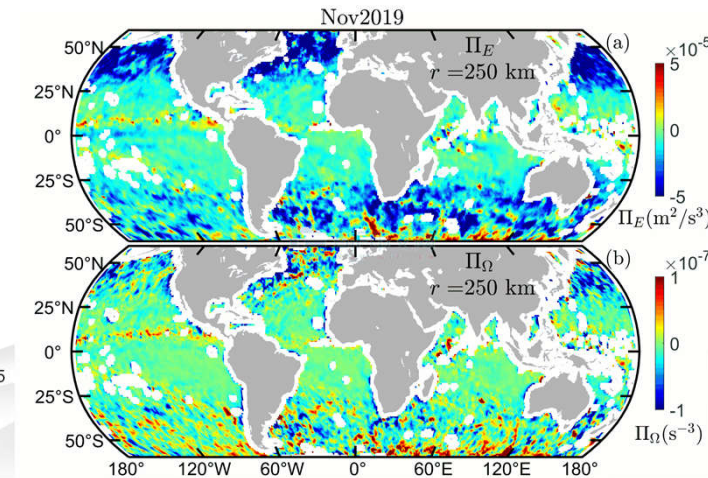 Nov2019
50°N
25°N
0°
25°S
50°S
Π_E
r =250 km
(a)
×10⁻⁵
5
0
-5
Π_E(m²/s³)
50°N
25°N
0°
25°S
50°S
Π_Ω
r =250 km
(b)
×10⁻⁷
1
0
-1
Π_Ω(s⁻³)
180° 120°W 60°W 0° 60°E 120°E 180°
5